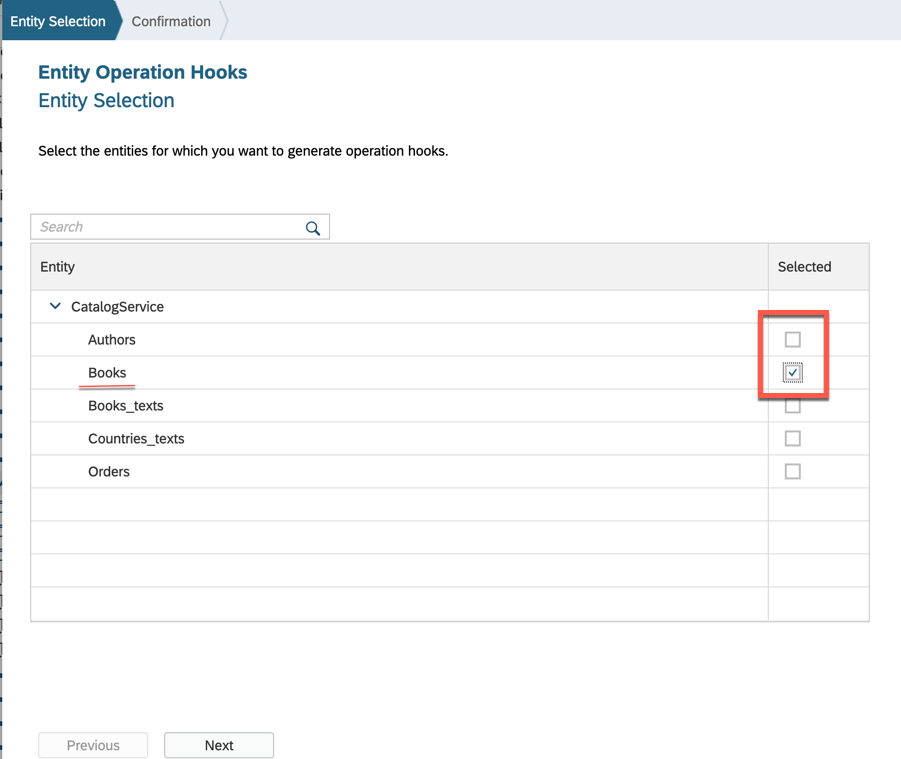 Entity Selection Confirmation
Entity Operation Hooks
Entity Selection
Select the entities for which you want to generate operation hooks.
Search
Entity Selected
CatalogService
Authors
Books
Books_texts
Countries_texts
Orders
Previous Next